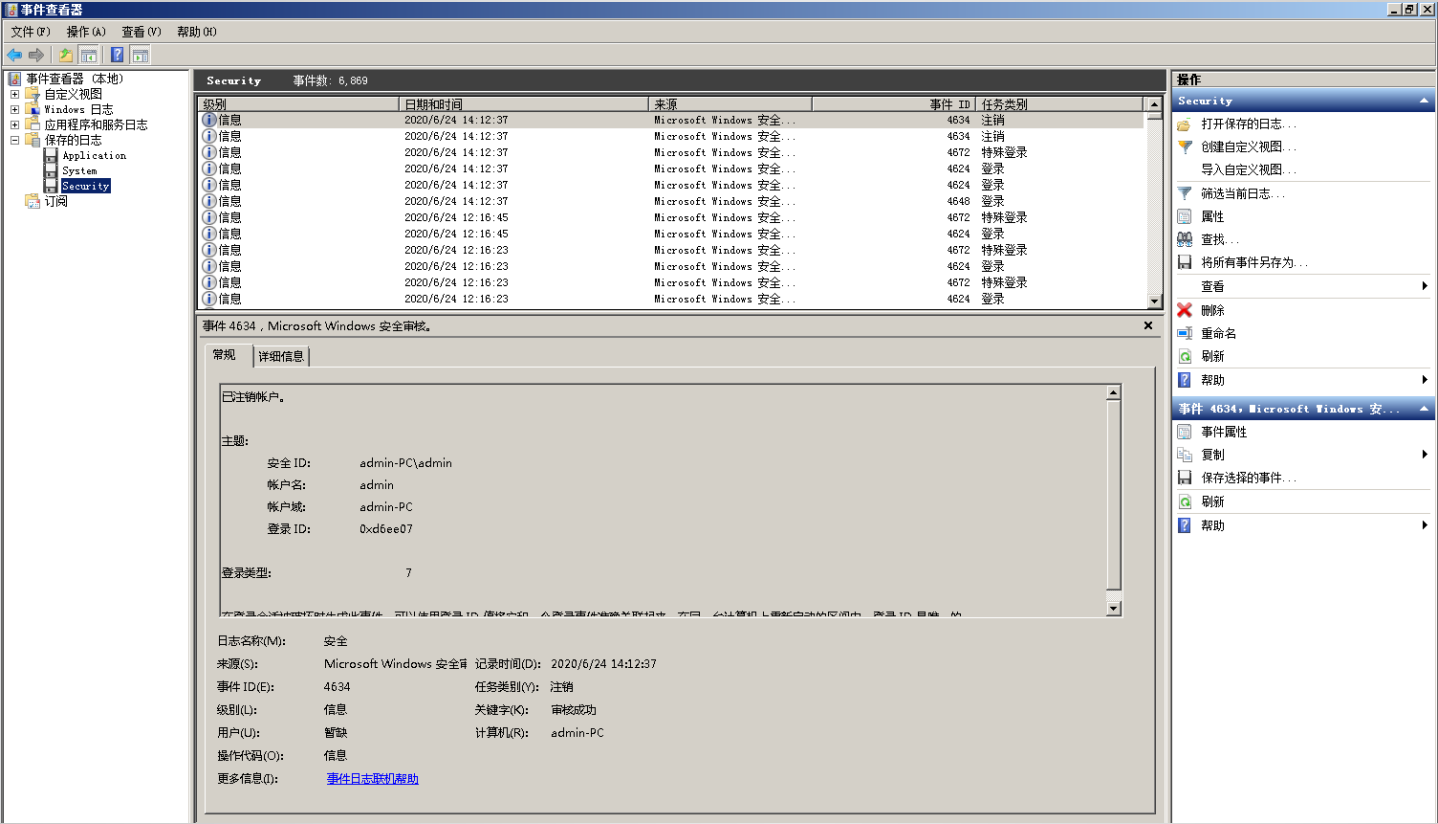 事件查看器
文件(F) 操作(A) 查看(V) 帮助(H)
事件查看器 (本地)
自定义视图
Windows 日志
应用程序和服务日志
保存的日志
Application
System
Security
订阅
Security 事件数: 6,869
级别 日期和时间 来源 事件 ID 任务类别
信息 2020/6/24 14:12:37 Microsoft Windows 安全... 4634 注销
信息 2020/6/24 14:12:37 Microsoft Windows 安全... 4634 注销
信息 2020/6/24 14:12:37 Microsoft Windows 安全... 4672 特殊登录
信息 2020/6/24 14:12:37 Microsoft Windows 安全... 4624 登录
信息 2020/6/24 14:12:37 Microsoft Windows 安全... 4624 登录
信息 2020/6/24 14:12:37 Microsoft Windows 安全... 4648 登录
信息 2020/6/24 12:16:45 Microsoft Windows 安全... 4672 特殊登录
信息 2020/6/24 12:16:45 Microsoft Windows 安全... 4624 登录
信息 2020/6/24 12:16:23 Microsoft Windows 安全... 4672 特殊登录
信息 2020/6/24 12:16:23 Microsoft Windows 安全... 4624 登录
信息 2020/6/24 12:16:23 Microsoft Windows 安全... 4672 特殊登录
信息 2020/6/24 12:16:23 Microsoft Windows 安全... 4624 登录
事件 4634，Microsoft Windows 安全审核。
常规 详细信息
已注销帐户。
主题:
安全 ID: admin-PC\admin
帐户名: admin
帐户域: admin-PC
登录 ID: 0xd6ee07
登录类型: 7
日志名称(M): 安全
来源(S): Microsoft Windows 安全审 记录时间(D): 2020/6/24 14:12:37
事件 ID(E): 4634 任务类别(Y): 注销
级别(L): 信息 关键字(K): 审核成功
用户(U): 暂缺 计算机(R): admin-PC
操作代码(O): 信息
更多信息(I): 事件日志联机帮助
操作
Security
打开保存的日志...
创建自定义视图...
导入自定义视图...
筛选当前日志...
属性
查找...
将所有事件另存为...
查看
删除
重命名
刷新
帮助
事件 4634，Microsoft Windows 安...
事件属性
复制
保存选择的事件...
刷新
帮助